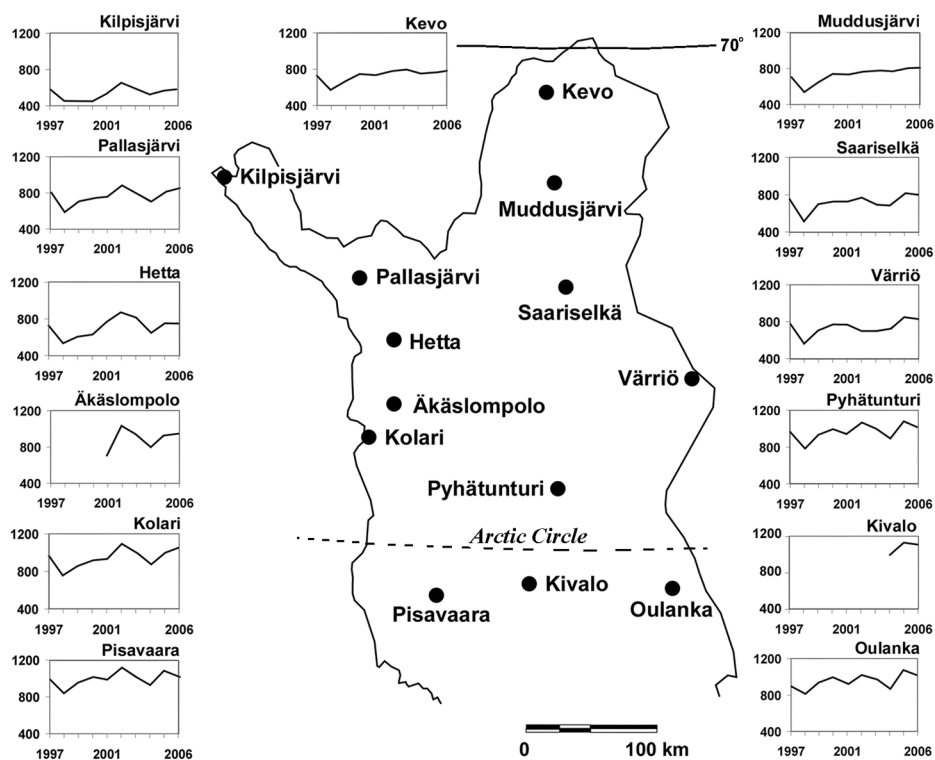 Kilpisjärvi
1200
800
400
1997 2001 2006
Kevo
1200
800
400
1997 2001 2006
Muddusjärvi
1200
800
400
1997 2001 2006
70°
Pallasjärvi
1200
800
400
1997 2001 2006
Saariselkä
1200
800
400
1997 2001 2006
Hetta
1200
800
400
1997 2001 2006
Värriö
1200
800
400
1997 2001 2006
Äkäslompolo
1200
800
400
1997 2001 2006
Pyhätunturi
1200
800
400
1997 2001 2006
Kolari
1200
800
400
1997 2001 2006
Kivalo
1200
800
400
1997 2001 2006
Pisavaara
1200
800
400
1997 2001 2006
Oulanka
1200
800
400
1997 2001 2006
Kevo
Kilpisjärvi
Muddusjärvi
Pallasjärvi
Saariselkä
Hetta
Värriö
Äkäslompolo
Kolari
Pyhätunturi
Arctic Circle
Kivalo
Pisavaara
Oulanka
0 100 km